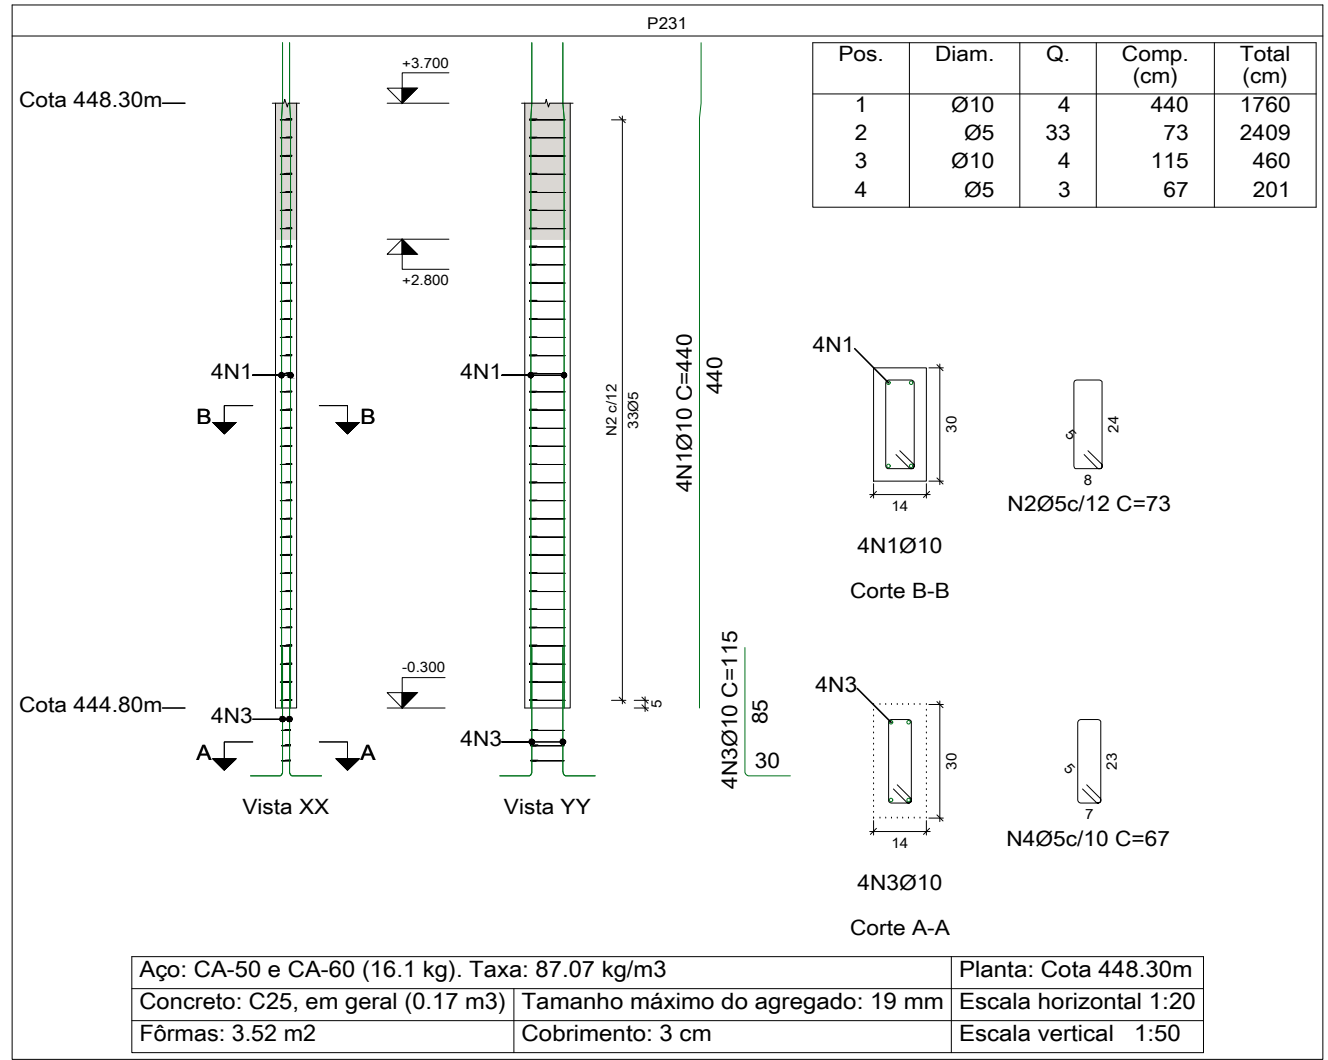 P231
Pos. Diam. Q. Comp. (cm) Total (cm)
1 Ø10 4 440 1760
2 Ø5 33 73 2409
3 Ø10 4 115 460
4 Ø5 3 67 201
Cota 448.30m
+3.700
+2.800
4N1
4N1
B B
N2 c/12
33Ø5
4N1Ø10 C=440
440
4N1
30
14
4N1Ø10
Corte B-B
5
24
8
N2Ø5c/12 C=73
-0.300
Cota 444.80m
5
4N3
4N3
A A
Vista XX
Vista YY
4N3Ø10 C=115
85
30
4N3
30
14
4N3Ø10
Corte A-A
5
23
7
N4Ø5c/10 C=67
Aço: CA-50 e CA-60 (16.1 kg). Taxa: 87.07 kg/m3 Planta: Cota 448.30m
Concreto: C25, em geral (0.17 m3) Tamanho máximo do agregado: 19 mm Escala horizontal 1:20
Fôrmas: 3.52 m2 Cobrimento: 3 cm Escala vertical 1:50